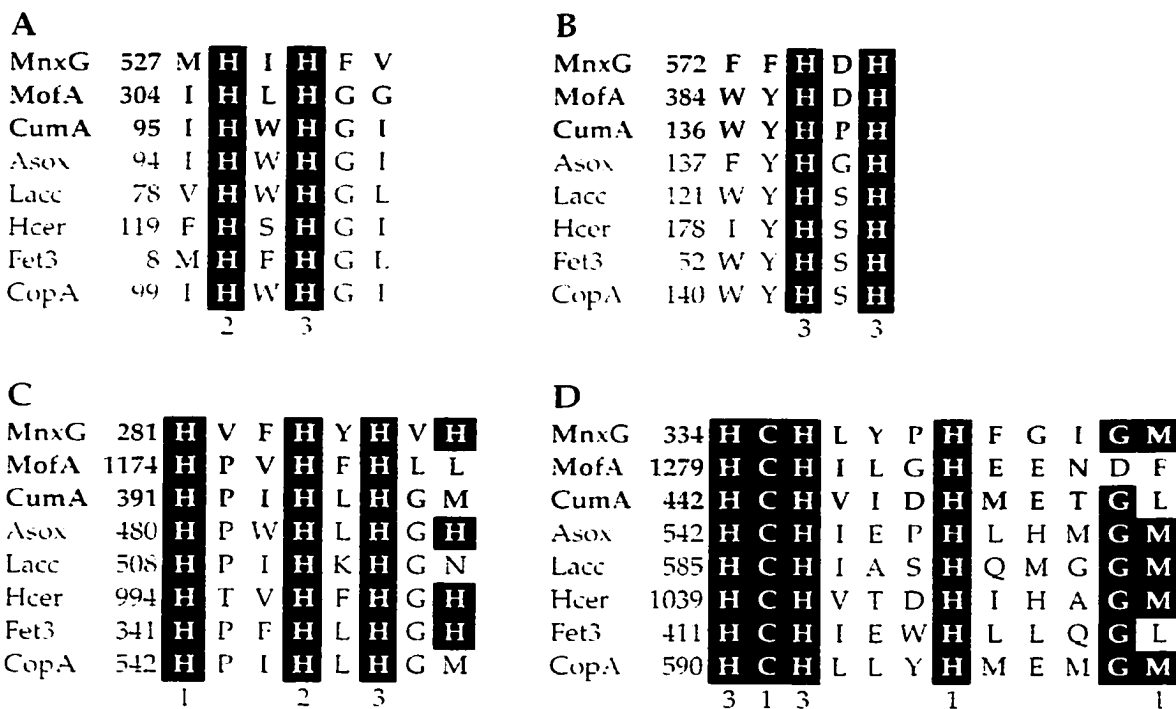 A
MnxG 527 M H I H F V
MofA 304 I H L H G G
CumA 95 I H W H G I
Asox 94 I H W H G I
Lacc 78 V H W H G L
Hcer 119 F H S H G I
Fet3 8 M H F H G L
CopA 99 I H W H G I
2 3
B
MnxG 572 F F H D H
MofA 384 W Y H D H
CumA 136 W Y H P H
Asox 137 F Y H G H
Lacc 121 W Y H S H
Hcer 178 I Y H S H
Fet3 52 W Y H S H
CopA 140 W Y H S H
3 3
C
MnxG 281 H V F H Y H V H
MofA 1174 H P V H F H L L
CumA 391 H P I H L H G M
Asox 480 H P W H L H G H
Lacc 508 H P I H K H G N
Hcer 994 H T V H F H G H
Fet3 341 H P F H L H G H
CopA 542 H P I H L H G M
1 2 3
D
MnxG 334 H C H L Y P H F G I G M
MofA 1279 H C H I L G H E E N D F
CumA 442 H C H V I D H M E T G L
Asox 542 H C H I E P H L H M G M
Lacc 585 H C H I A S H Q M G G M
Hcer 1039 H C H V T D H I H A G M
Fet3 411 H C H I E W H L L Q G L
CopA 590 H C H L L Y H M E M G M
3 1 3 1 1